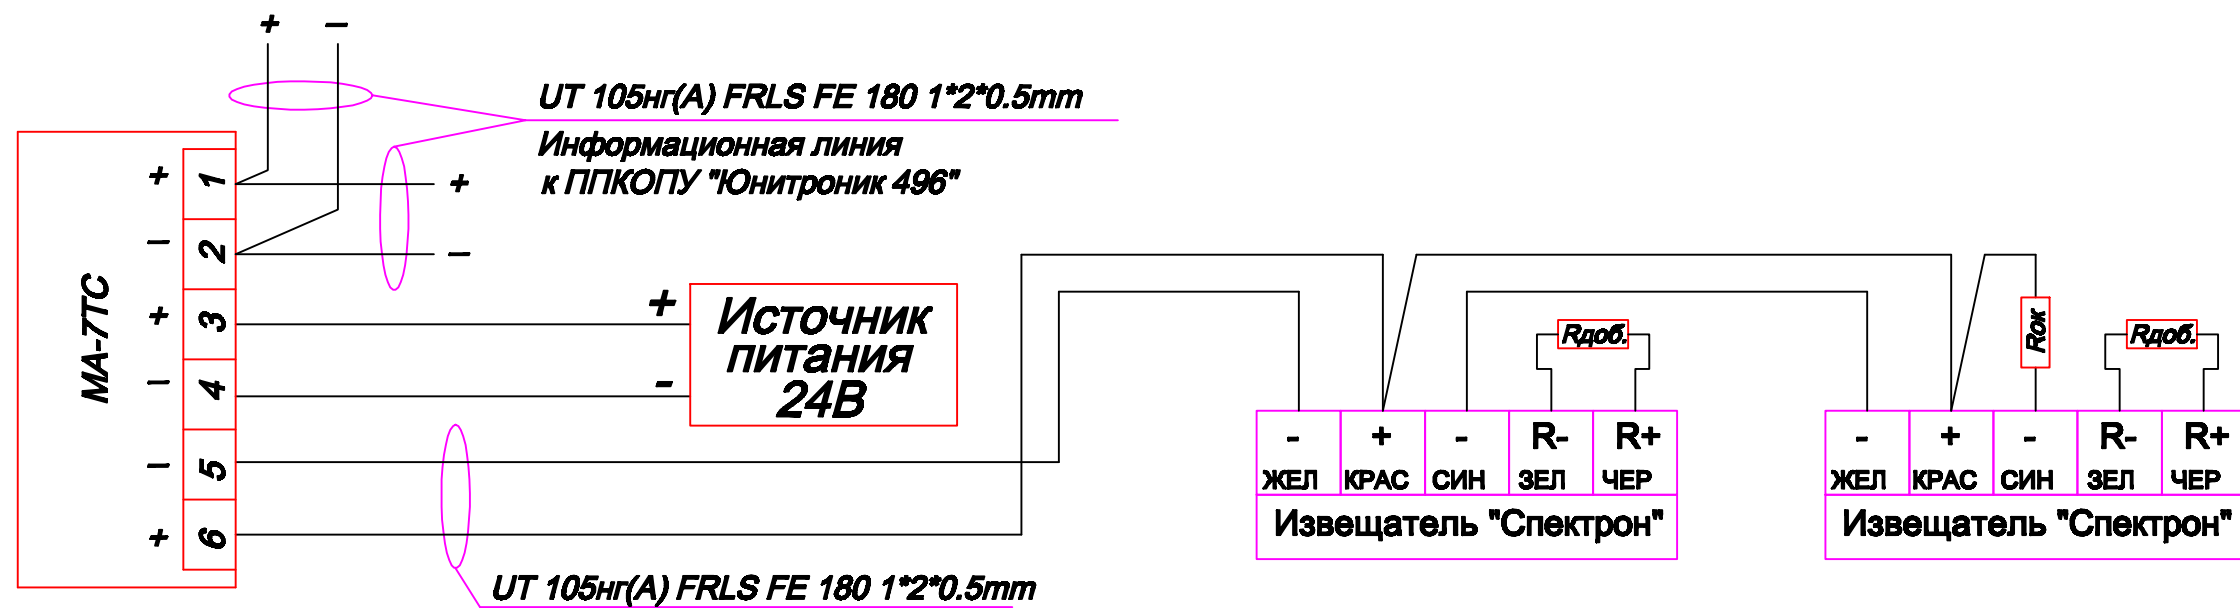 + –
UT 105нг(А) FRLS FE 180 1*2*0.5mm
Информационная линия
к ППКОПУ "Юнитроник 496"
+
–
МА-7ТС
+ 1
– 2
+ 3
– 4
– 5
+ 6
+
-
Источник
питания
24В
UT 105нг(А) FRLS FE 180 1*2*0.5mm
Rдоб.
- + - R- R+
ЖЕЛ КРАС СИН ЗЕЛ ЧЕР
Извещатель "Спектрон"
Rок
Rдоб.
- + - R- R+
ЖЕЛ КРАС СИН ЗЕЛ ЧЕР
Извещатель "Спектрон"